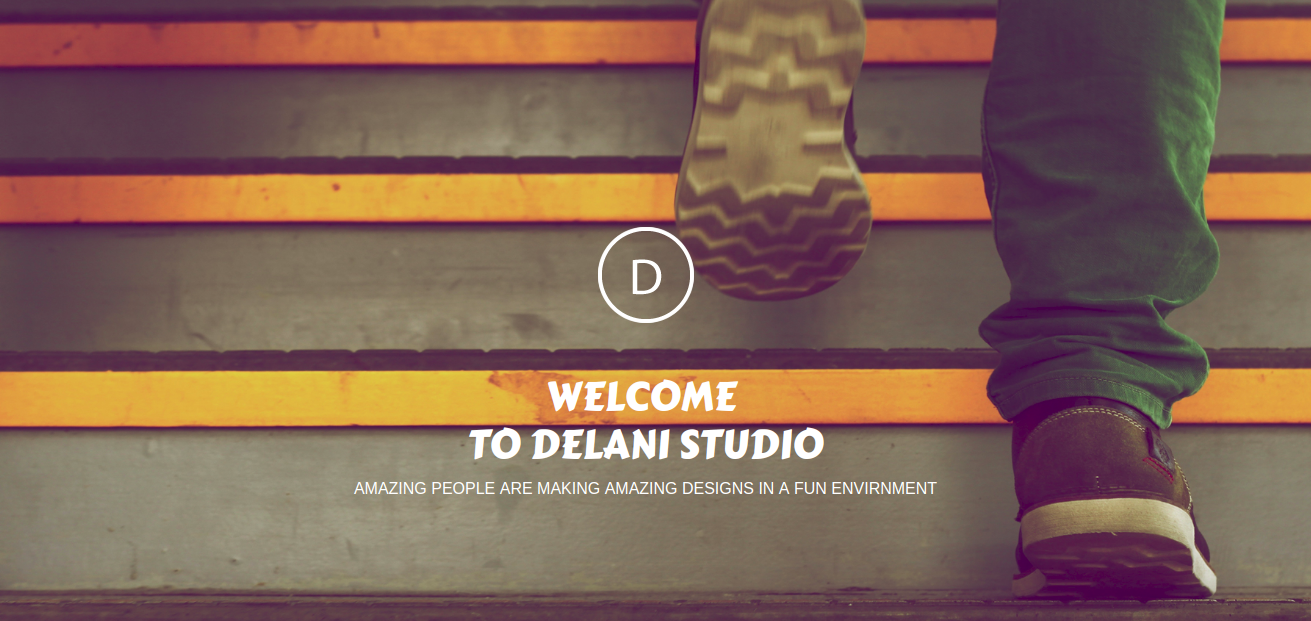 D
WELCOME
TO DELANI STUDIO
AMAZING PEOPLE ARE MAKING AMAZING DESIGNS IN A FUN ENVIRNMENT